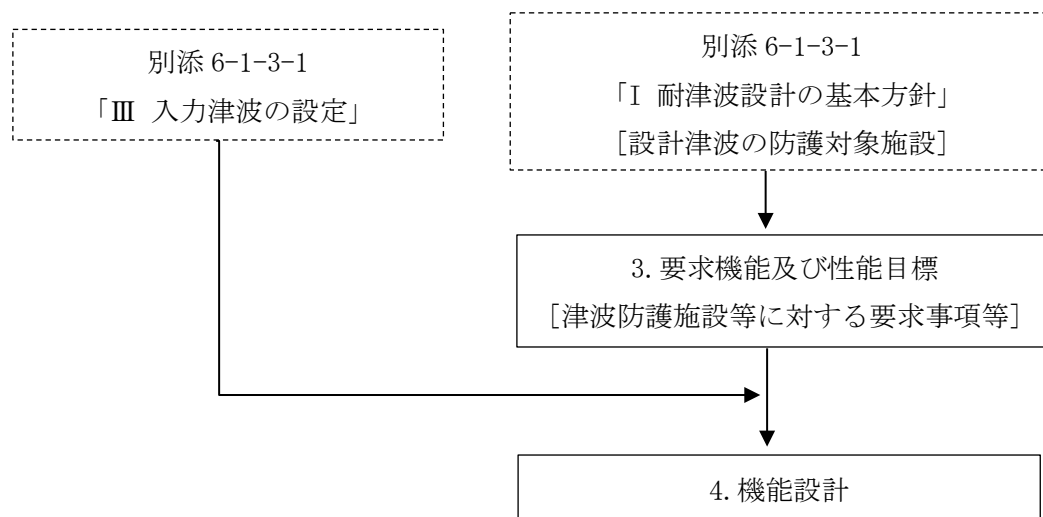 別添 6-1-3-1
「Ⅲ 入力津波の設定」
別添 6-1-3-1
「Ⅰ 耐津波設計の基本方針」
[設計津波の防護対象施設]
3.要求機能及び性能目標
[津波防護施設等に対する要求事項等]
4.機能設計